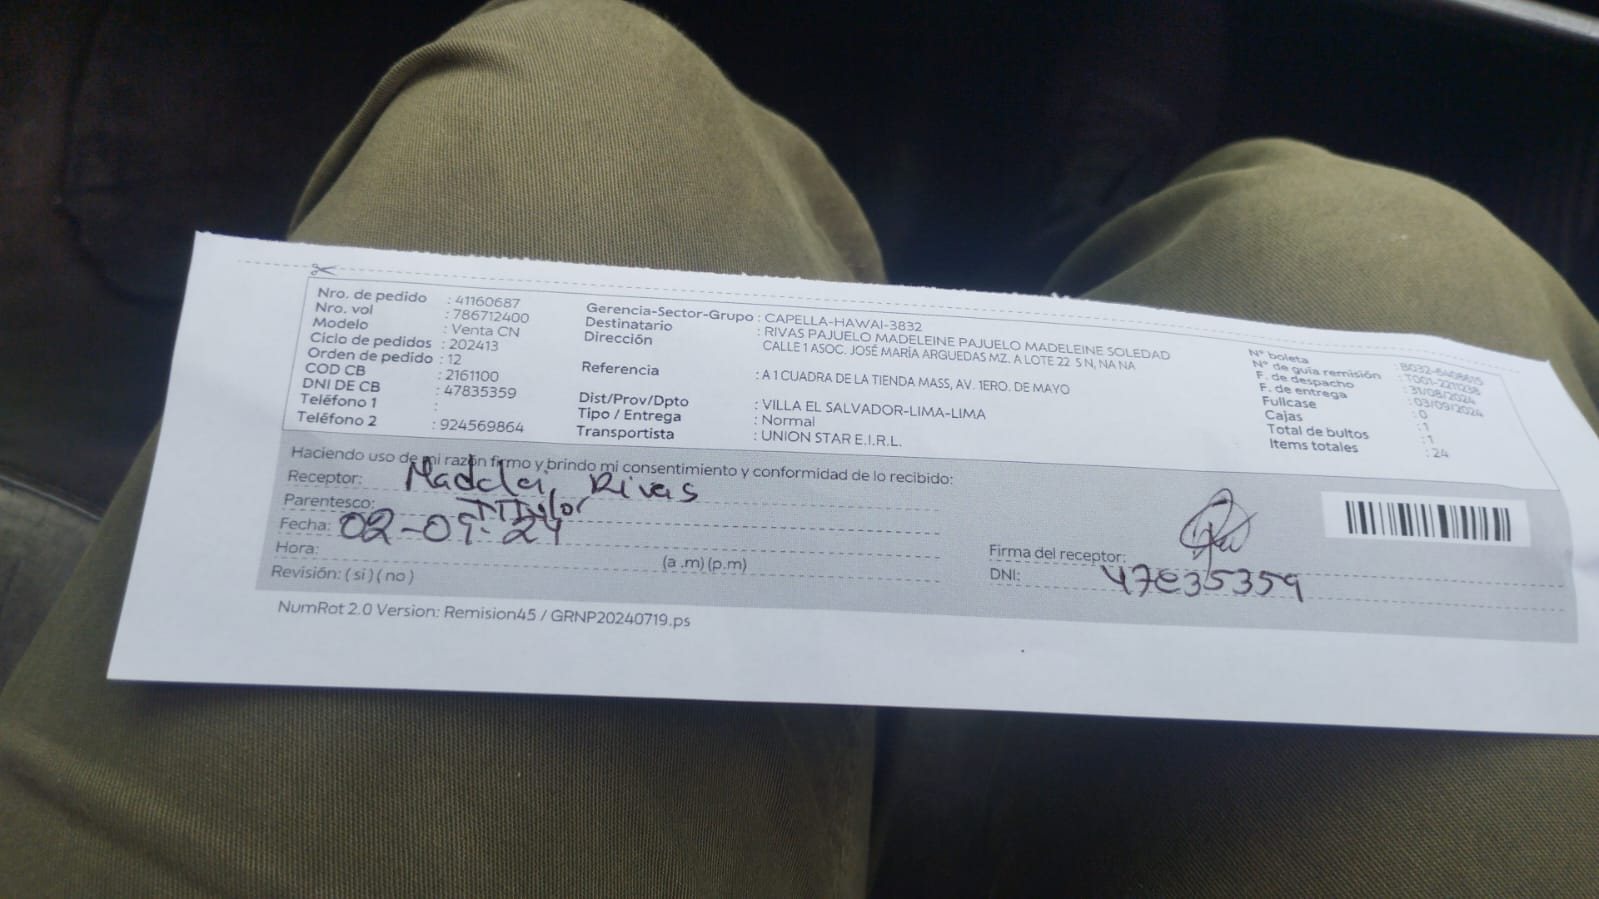 Nro. de pedido : 41160687
Nro. vol : 786712400
Modelo : Venta CN
Ciclo de pedidos : 202413
Orden de pedido : 12
COD CB : 2161100
DNI DE CB : 47835359
Teléfono 1 :
Teléfono 2 : 924569864
Gerencia-Sector-Grupo : CAPELLA-HAWAI-3832
Destinatario : RIVAS PAJUELO MADELEINE PAJUELO MADELEINE SOLEDAD
Dirección CALLE 1 ASOC. JOSÉ MARÍA ARGUEDAS MZ. A LOTE 22 S N, NA NA
Referencia : A 1 CUADRA DE LA TIENDA MASS, AV. 1ERO. DE MAYO
Dist/Prov/Dpto : VILLA EL SALVADOR-LIMA-LIMA
Tipo / Entrega : Normal
Transportista : UNION STAR E.I.R.L.
N° boleta
N° de guía remisión
F. de despacho : 31/08/2024
F. de entrega : 03/09/2024
Fullcase : 0
Cajas : 1
Total de bultos : 1
Items totales : 24
Haciendo uso de mi razón firmo y brindo mi consentimiento y conformidad de lo recibido:
Receptor: Rivas
Parentesco:
Fecha: 02-09-24
Hora: (a .m) (p.m)
Revisión: ( si ) ( no )
Firma del receptor:
DNI: 47835359
NumRot 2.0 Version: Remision45 / GRNP20240719.ps